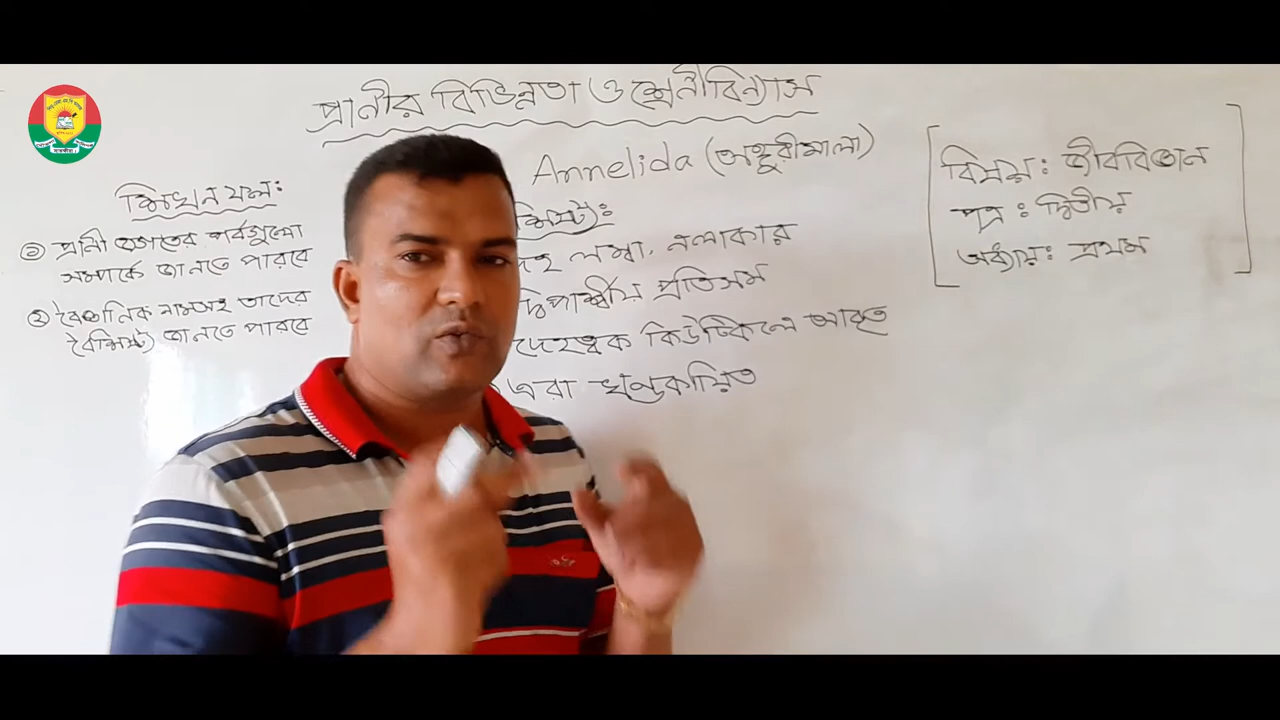 প্রাণীর বিভিন্নতা ও শ্রেনীবিন্যাস
Annelida (অঙ্গুরীমালা)
শিখনফল:
① প্রানী জগতের পর্বগুলো
সম্পর্কে জানতে পারবে
② বৈজ্ঞানিক নামসহ তাদের
বৈশিষ্ট্য জানতে পারবে
দেহ লম্বা, নলাকার
দ্বিপার্শ্বীয় প্রতিসম
দেহত্বক কিউটিকলে আবৃত
এরা খন্ডকায়িত
বিষয়: জীববিজ্ঞান
পত্র: দ্বিতীয়
অধ্যায়: প্রথম